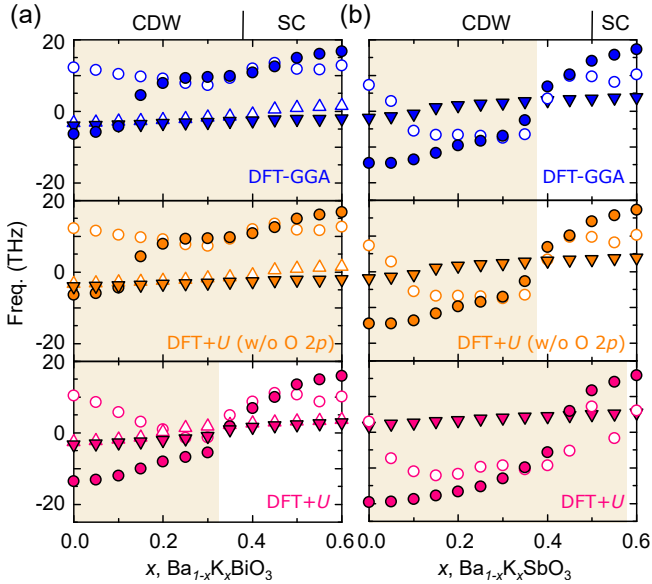 (a)
CDW
SC
(b)
CDW
SC
20
0
-20
DFT-GGA
DFT-GGA
Freq. (THz)
20
0
-20
DFT+U (w/o O 2p)
DFT+U (w/o O 2p)
20
0
-20
DFT+U
DFT+U
0.0 0.2 0.4 0.6
0.0 0.2 0.4 0.6
x, Ba1-xKxBiO3
x, Ba1-xKxSbO3